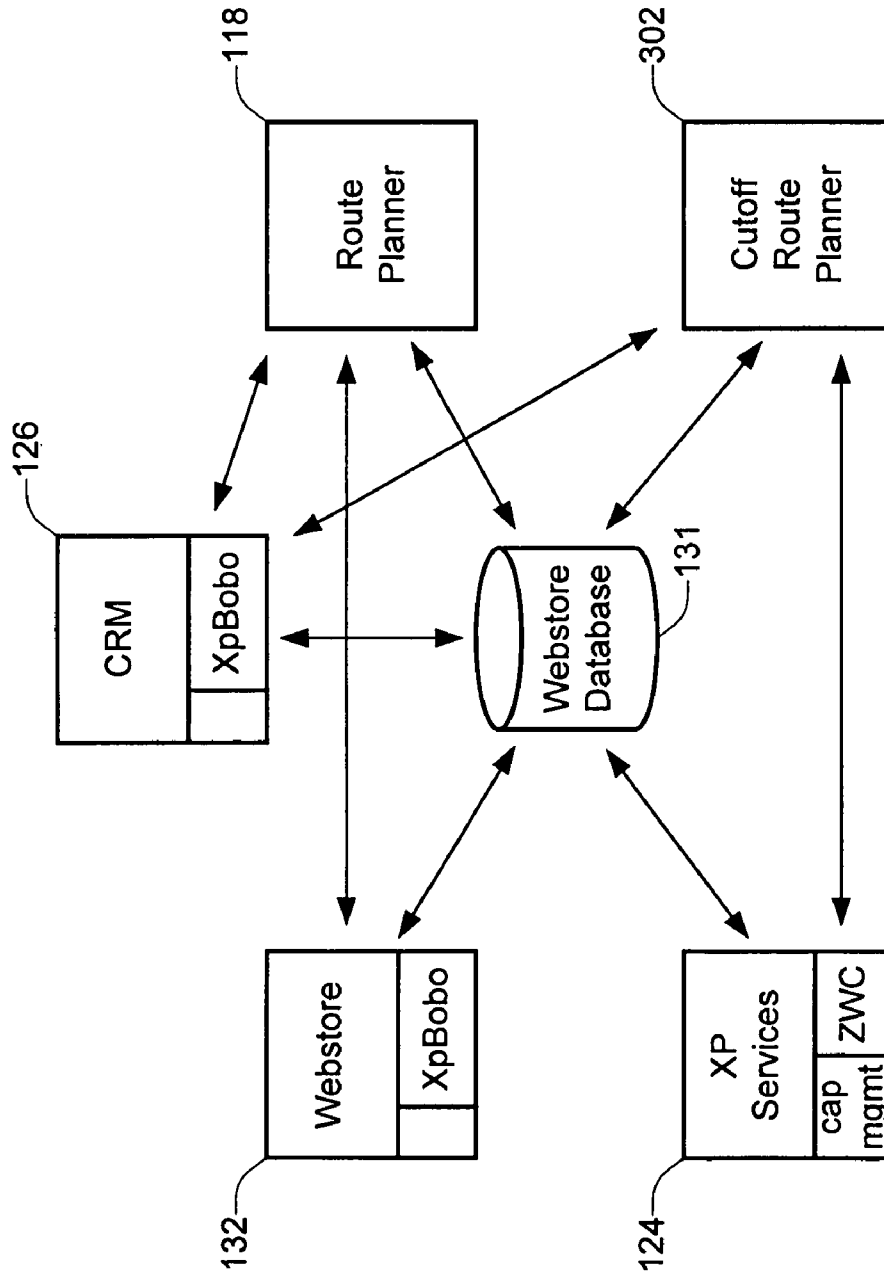 126
CRM
XpBobo
132
Webstore
XpBobo
118
Route
Planner
Webstore
Database
131
124
XP
Services
cap
mgmt
ZWC
302
Cutoff
Route
Planner